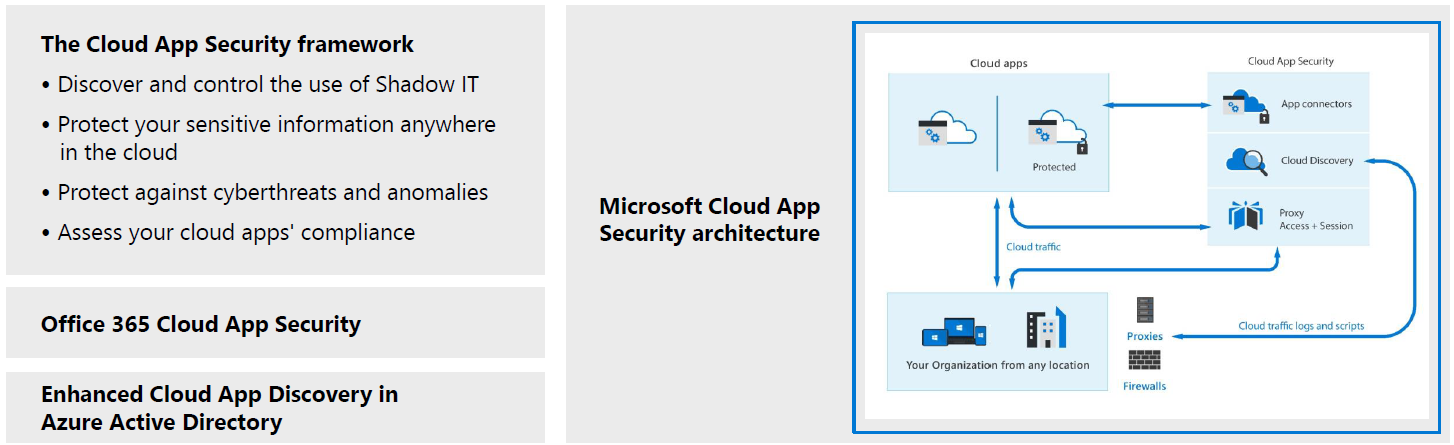 The Cloud App Security framework
• Discover and control the use of Shadow IT
• Protect your sensitive information anywhere
in the cloud
• Protect against cyberthreats and anomalies
• Assess your cloud apps' compliance
Office 365 Cloud App Security
Enhanced Cloud App Discovery in
Azure Active Directory
Microsoft Cloud App
Security architecture
Cloud apps
Protected
Cloud App Security
App connectors
Cloud Discovery
Proxy
Access + Session
Cloud traffic
Your Organization from any location
Proxies
Firewalls
Cloud traffic logs and scripts